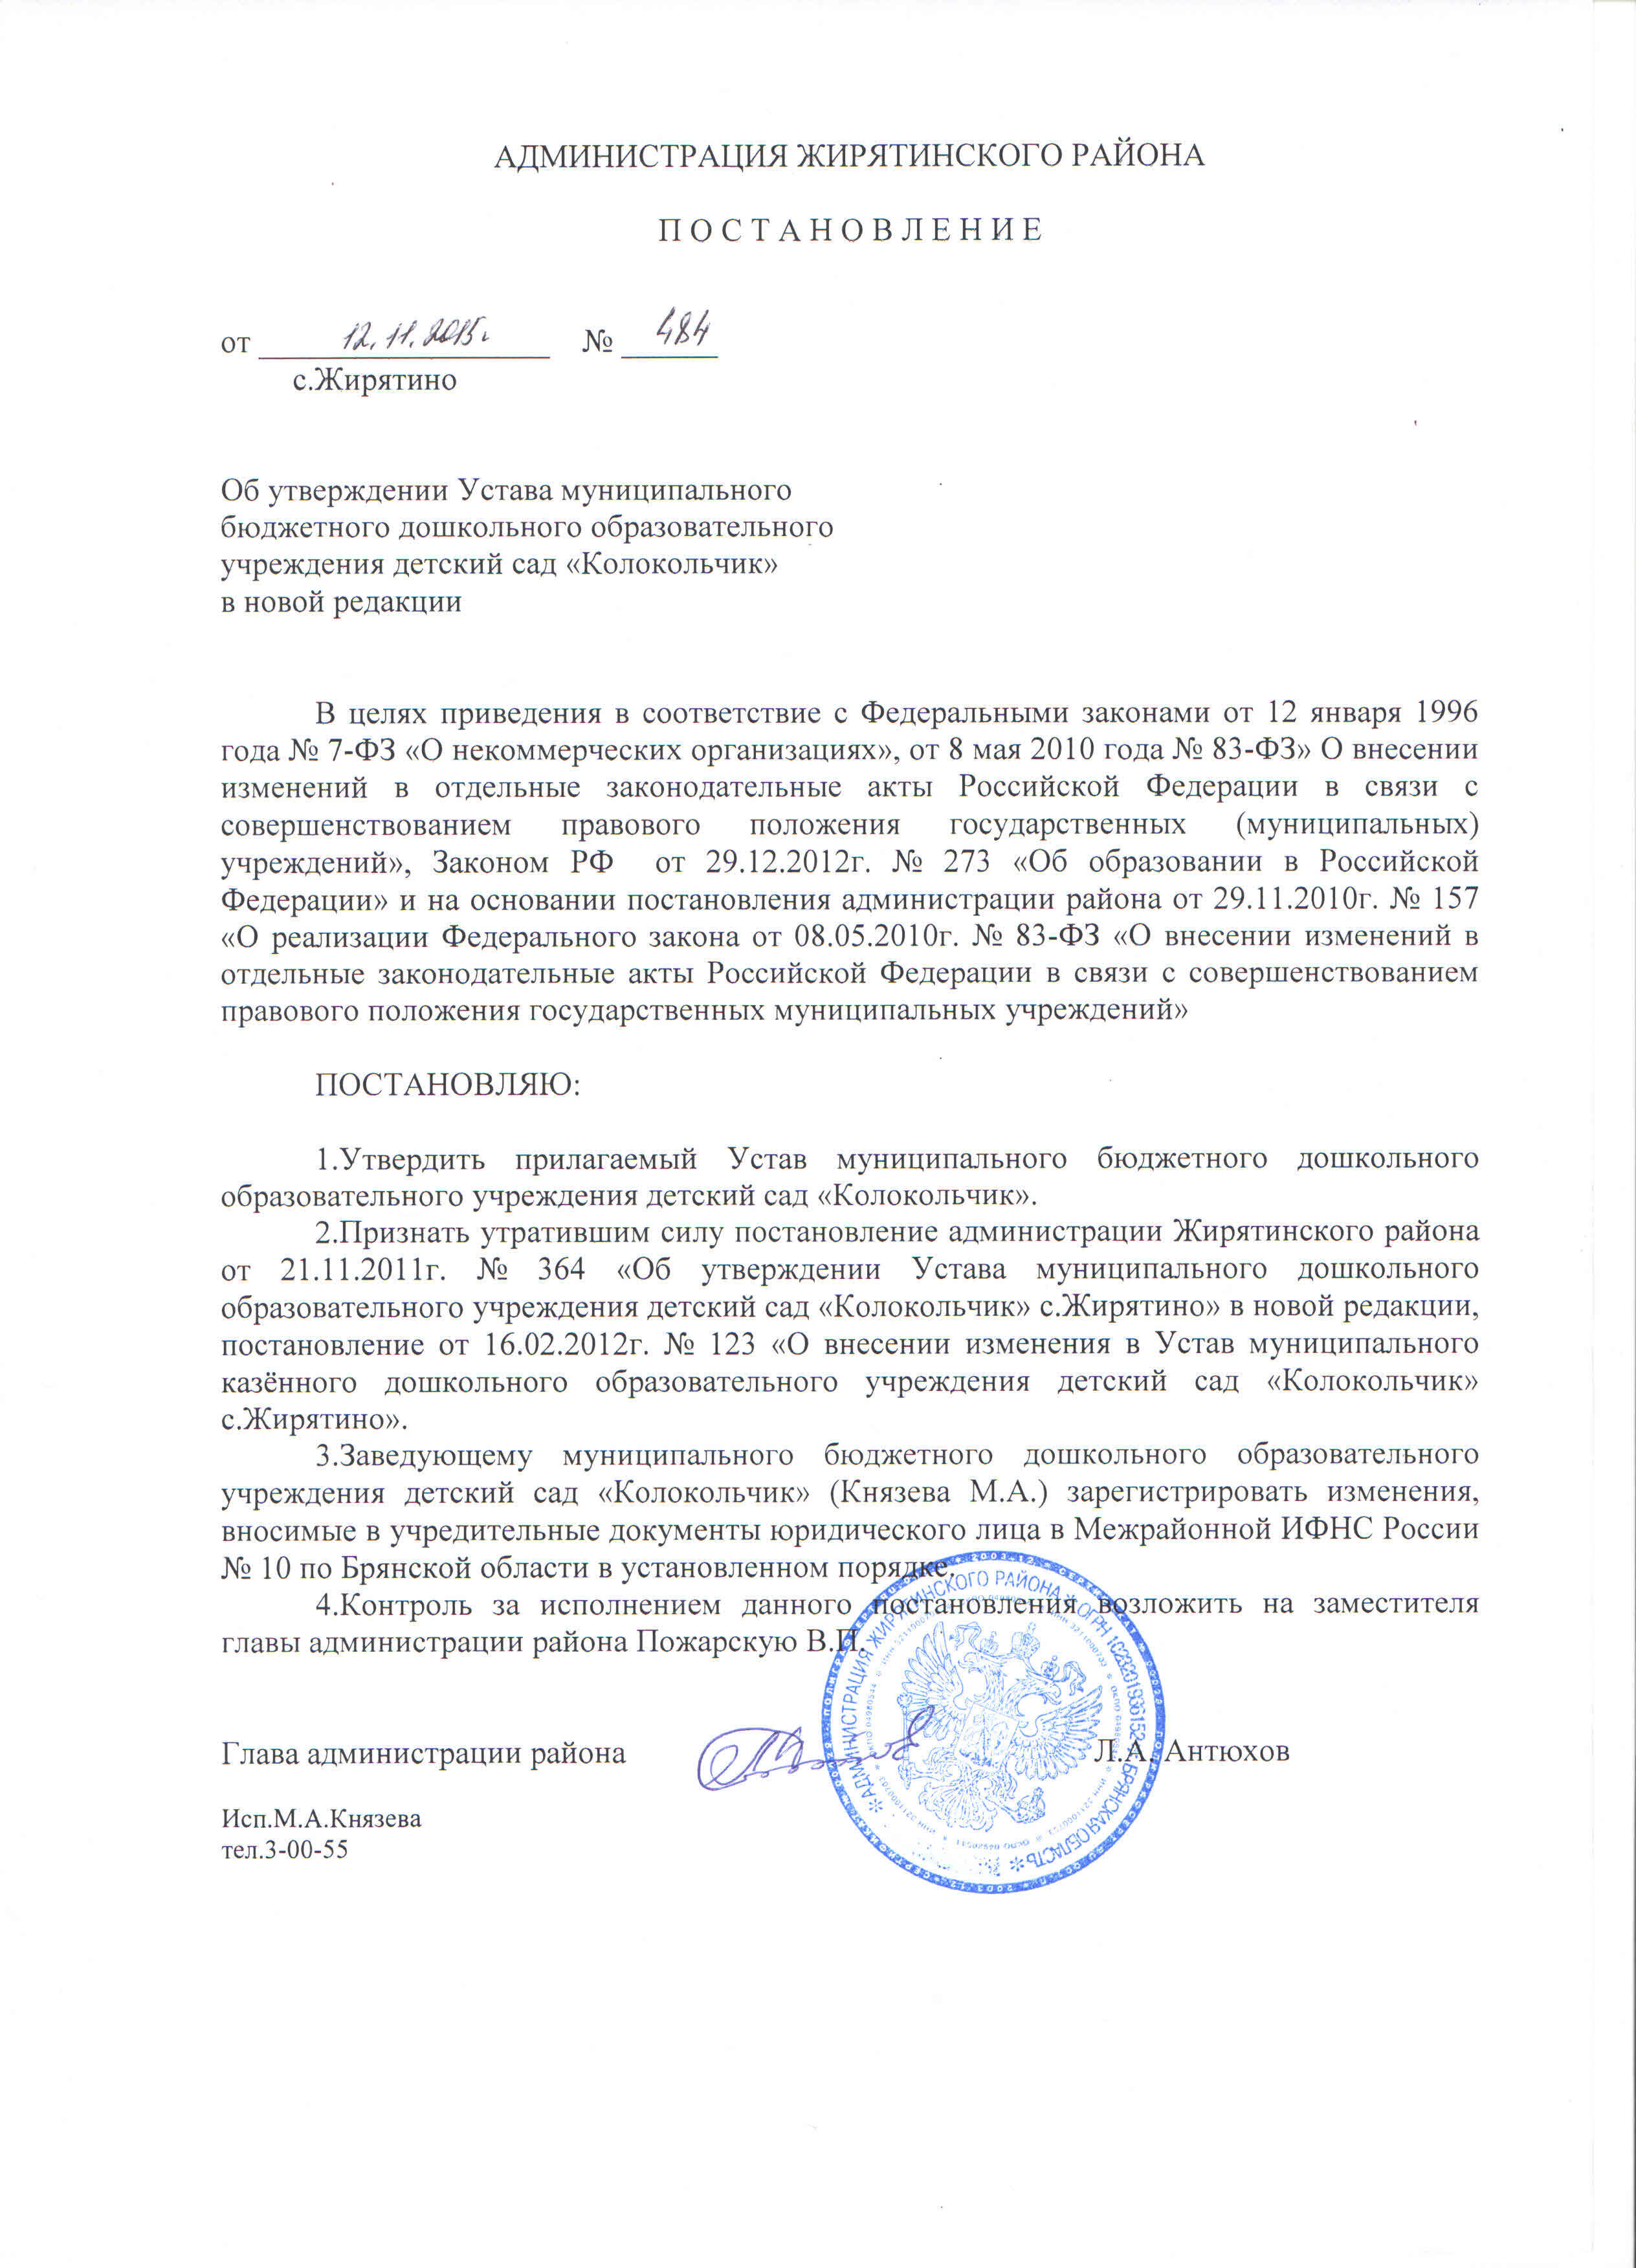 АДМИНИСТРАЦИЯ ЖИРЯТИНСКОГО РАЙОНА
П О С Т А Н О В Л Е Н И Е
от 12.11.2015г № 484
с.Жирятино
Об утверждении Устава муниципального
бюджетного дошкольного образовательного
учреждения детский сад «Колокольчик»
в новой редакции
В целях приведения в соответствие с Федеральными законами от 12 января 1996
года № 7-ФЗ «О некоммерческих организациях», от 8 мая 2010 года № 83-ФЗ» О внесении
изменений в отдельные законодательные акты Российской Федерации в связи с
совершенствованием правового положения государственных (муниципальных)
учреждений», Законом РФ от 29.12.2012г. № 273 «Об образовании в Российской
Федерации» и на основании постановления администрации района от 29.11.2010г. № 157
«О реализации Федерального закона от 08.05.2010г. № 83-ФЗ «О внесении изменений в
отдельные законодательные акты Российской Федерации в связи с совершенствованием
правового положения государственных муниципальных учреждений»
ПОСТАНОВЛЯЮ:
1.Утвердить прилагаемый Устав муниципального бюджетного дошкольного
образовательного учреждения детский сад «Колокольчик».
2.Признать утратившим силу постановление администрации Жирятинского района
от 21.11.2011г. № 364 «Об утверждении Устава муниципального дошкольного
образовательного учреждения детский сад «Колокольчик» с.Жирятино» в новой редакции,
постановление от 16.02.2012г. № 123 «О внесении изменения в Устав муниципального
казённого дошкольного образовательного учреждения детский сад «Колокольчик»
с.Жирятино».
3.Заведующему муниципального бюджетного дошкольного образовательного
учреждения детский сад «Колокольчик» (Князева М.А.) зарегистрировать изменения,
вносимые в учредительные документы юридического лица в Межрайонной ИФНС России
№ 10 по Брянской области в установленном порядке.
4.Контроль за исполнением данного постановления возложить на заместителя
главы администрации района Пожарскую В.П.
Глава администрации района Л.А. Антюхов
Исп.М.А.Князева
тел.3-00-55
*АДМИНИСТРАЦИЯ ЖИРЯТИНСКОГО РАЙОНА * ОГРН 1023201936152 * БРЯНСКАЯ ОБЛАСТЬ*